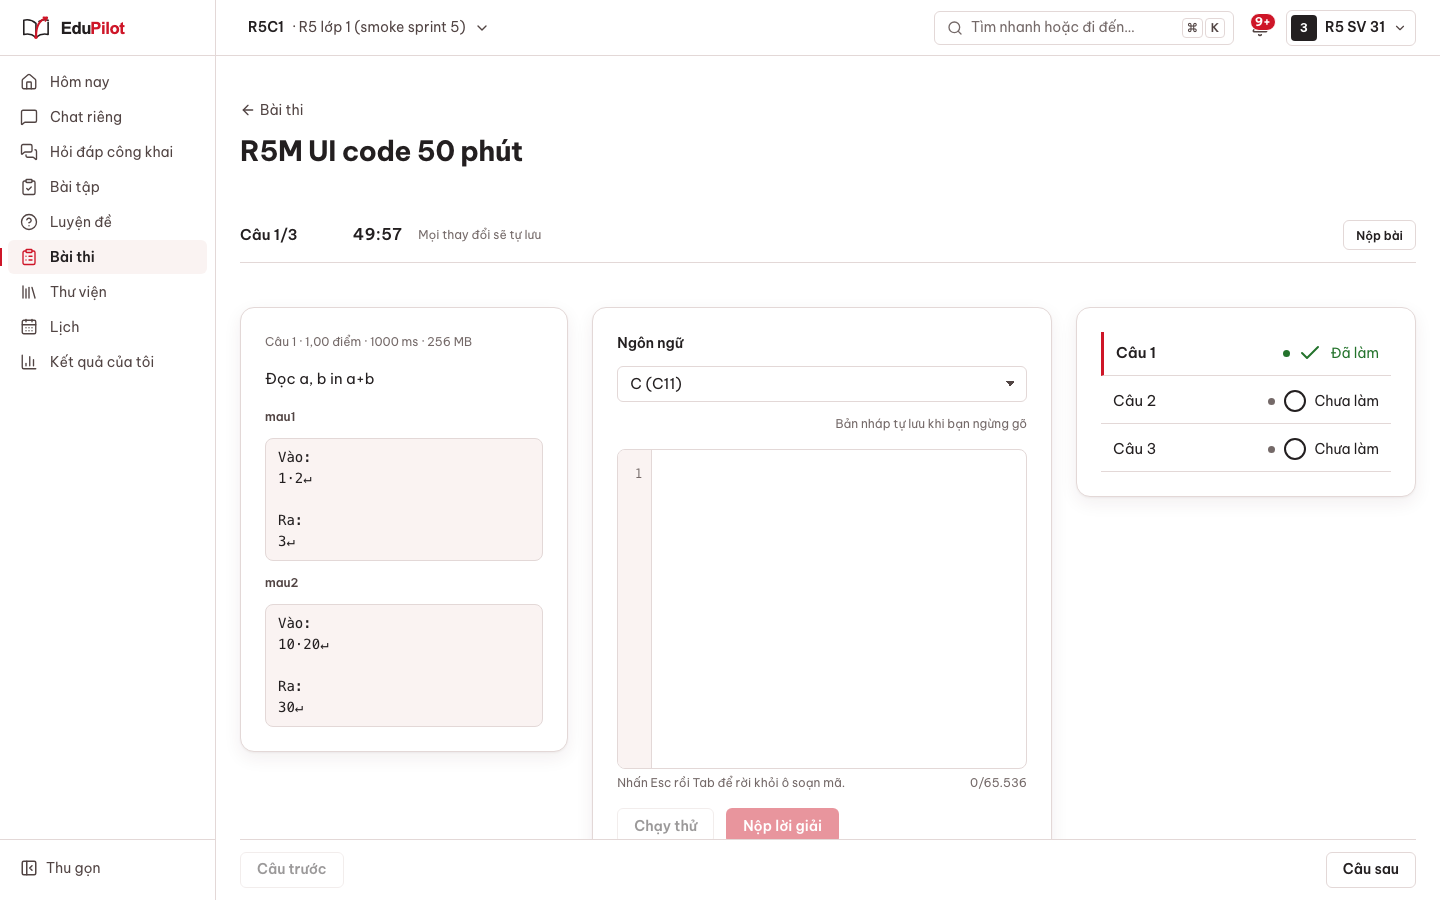 EduPilot
R5C1 · R5 lớp 1 (smoke sprint 5)
Tìm nhanh hoặc đi đến...
⌘ K
9+
3 R5 SV 31
Hôm nay
Chat riêng
Hỏi đáp công khai
Bài tập
Luyện đề
Bài thi
Thư viện
Lịch
Kết quả của tôi
Thu gọn
← Bài thi
R5M UI code 50 phút
Câu 1/3 49:57 Mọi thay đổi sẽ tự lưu
Nộp bài
Câu 1 · 1,00 điểm · 1000 ms · 256 MB
Đọc a, b in a+b
mau1
Vào:
1·2↵
Ra:
3↵
mau2
Vào:
10·20↵
Ra:
30↵
Ngôn ngữ
C (C11)
Bản nháp tự lưu khi bạn ngừng gõ
1
Nhấn Esc rồi Tab để rời khỏi ô soạn mã. 0/65.536
Chạy thử Nộp lời giải
Câu 1 Đã làm
Câu 2 Chưa làm
Câu 3 Chưa làm
Câu trước
Câu sau